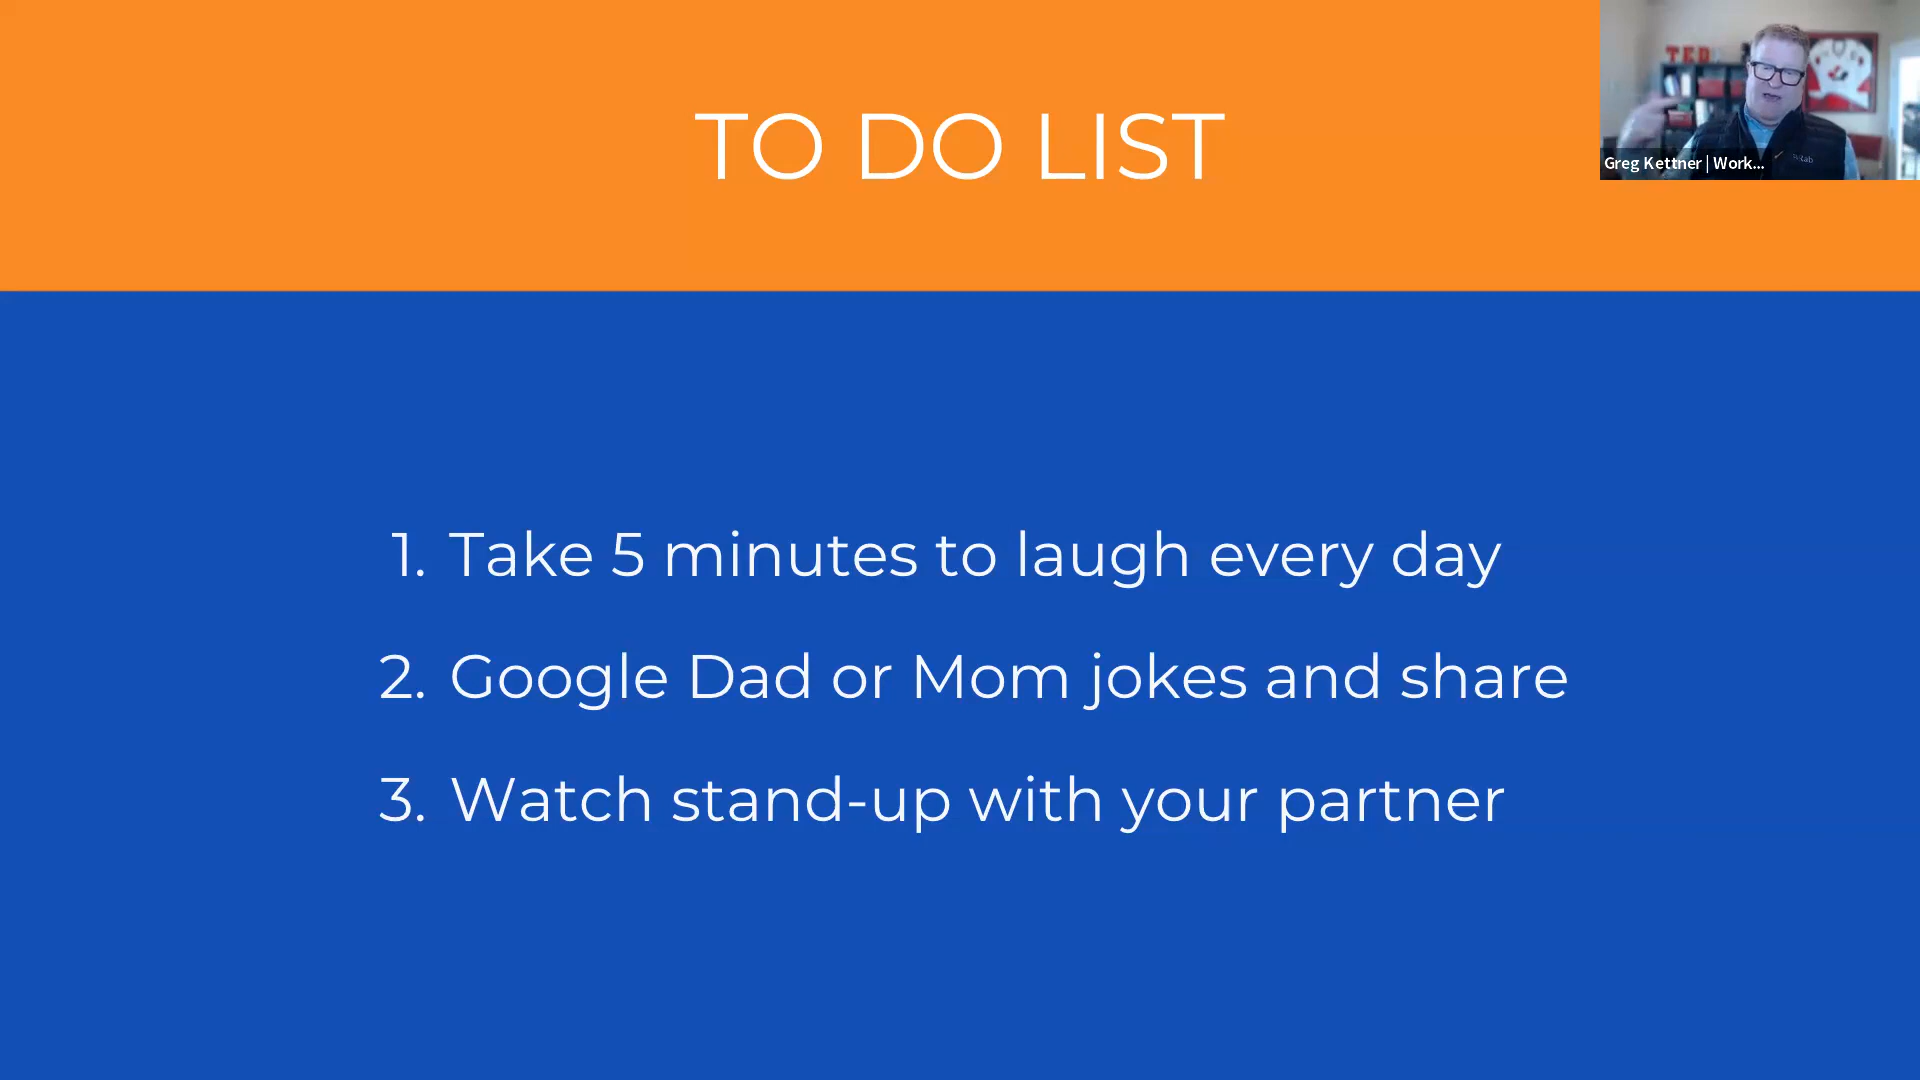 TO DO LIST
TED
Greg Kettner | Work...
1. Take 5 minutes to laugh every day
2. Google Dad or Mom jokes and share
3. Watch stand-up with your partner